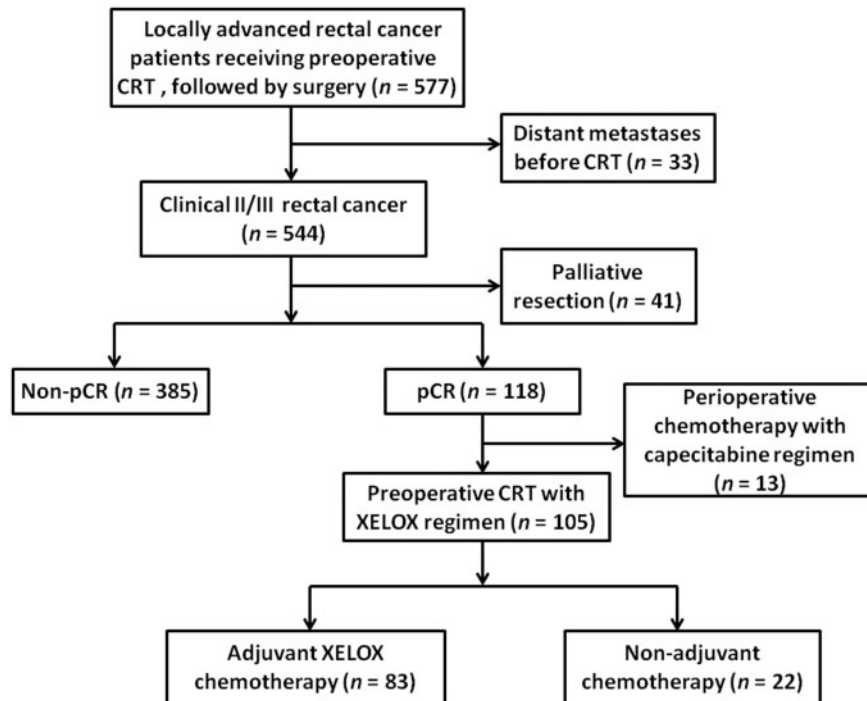 Locally advanced rectal cancer
patients receiving preoperative
CRT , followed by surgery (n = 577)
Distant metastases
before CRT (n = 33)
Clinical II/III rectal cancer
(n = 544)
Palliative
resection (n = 41)
Non-pCR (n = 385)
pCR (n = 118)
Perioperative
chemotherapy with
capecitabine regimen
(n = 13)
Preoperative CRT with
XELOX regimen (n = 105)
Adjuvant XELOX
chemotherapy (n = 83)
Non-adjuvant
chemotherapy (n = 22)